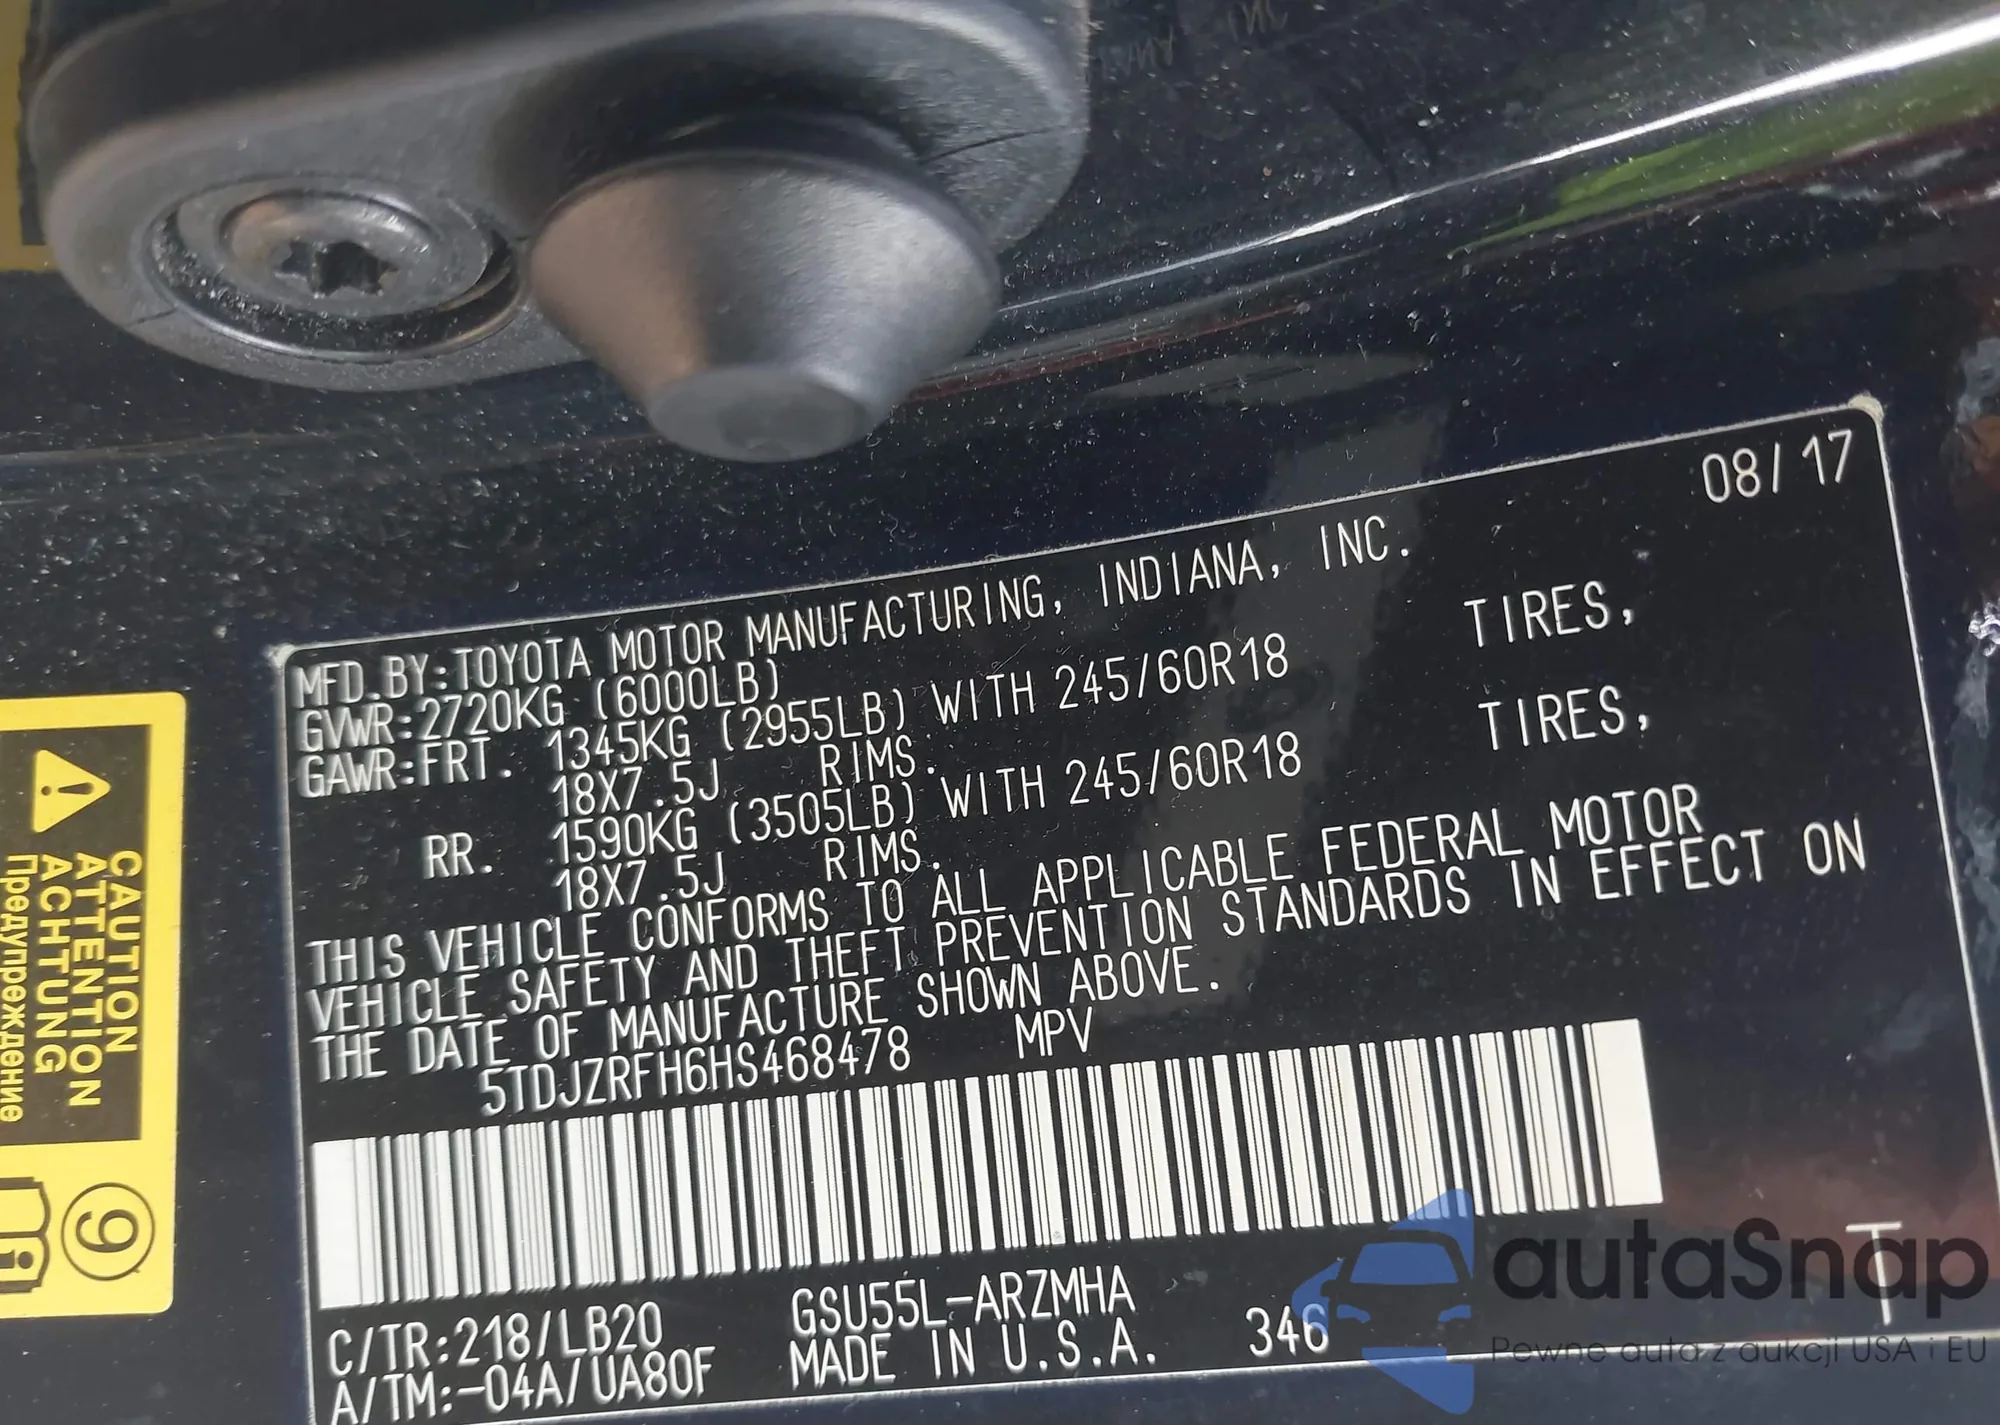 08/17
MFD.BY:TOYOTA MOTOR MANUFACTURING, INDIANA, INC.
GVWR:2720KG (6000LB)
GAWR:FRT. 1345KG (2955LB) WITH 245/60R18 TIRES,
18X7.5J RIMS.
RR. 1590KG (3505LB) WITH 245/60R18 TIRES,
18X7.5J RIMS.
THIS VEHICLE CONFORMS TO ALL APPLICABLE FEDERAL MOTOR
VEHICLE SAFETY AND THEFT PREVENTION STANDARDS IN EFFECT ON
THE DATE OF MANUFACTURE SHOWN ABOVE.
5TDJZRFH6HS468478 MPV
C/TR:218/LB20 GSU55L-ARZMHA
A/TM:-04A/UA80F MADE IN U.S.A. 346 T
CAUTION
ATTENTION
ACHTUNG
Предупреждение
9
autaSnap
Pewne auta z aukcji USA i EU